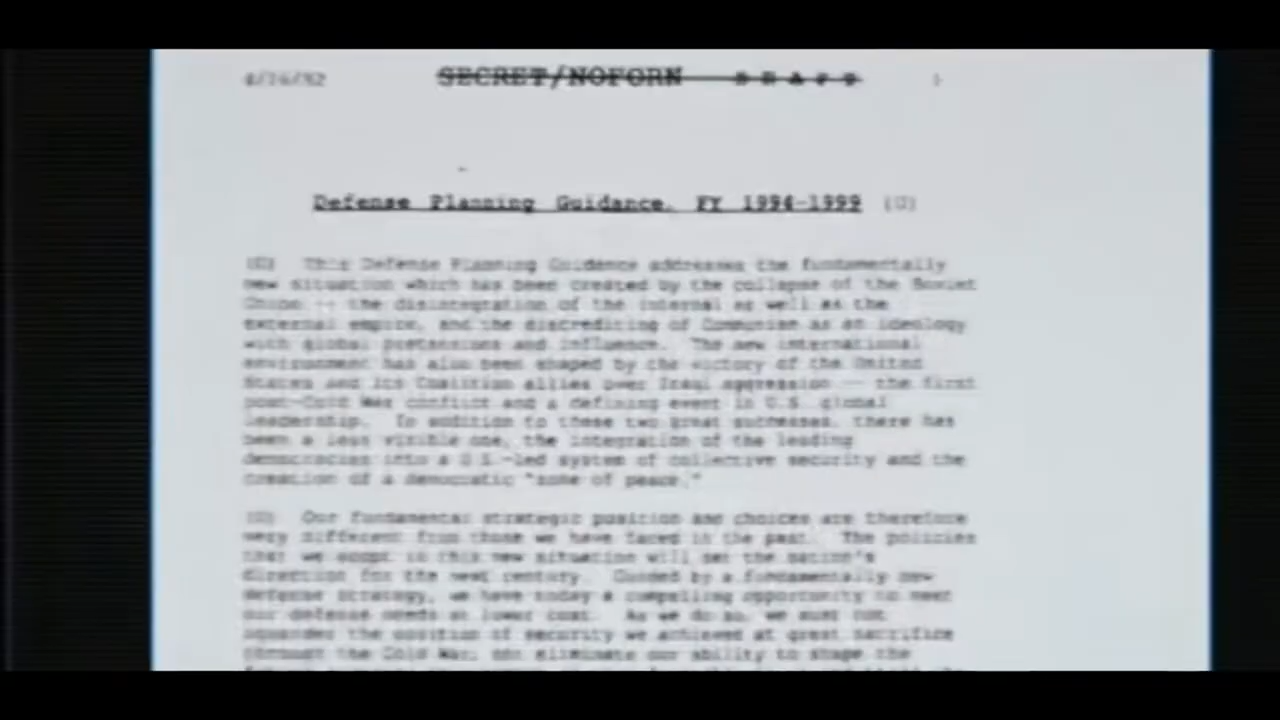 4/16/92 SECRET/NOFORN D R A F T 1
Defense Planning Guidance, FY 1994-1999 (U)
(U) This Defense Planning Guidance addresses the fundamentally
new situation which has been created by the collapse of the Soviet
Union -- the disintegration of the internal as well as the
external empire, and the discrediting of Communism as an ideology
with global pretensions and influence. The new international
environment has also been shaped by the victory of the United
States and its Coalition allies over Iraqi aggression -- the first
post-Cold War conflict and a defining event in U.S. global
leadership. In addition to these two great successes, there has
been a less visible one, the integration of the leading
democracies into a U.S.-led system of collective security and the
creation of a democratic "zone of peace."
(U) Our fundamental strategic position and choices are therefore
very different from those we have faced in the past. The policies
that we adopt in this new situation will set the nation's
direction for the next century. Guided by a fundamentally new
defense strategy, we have today a compelling opportunity to meet
our defense needs at lower cost. As we do so, we must not
squander the position of security we achieved at great sacrifice
through the Cold War, nor eliminate our ability to shape the